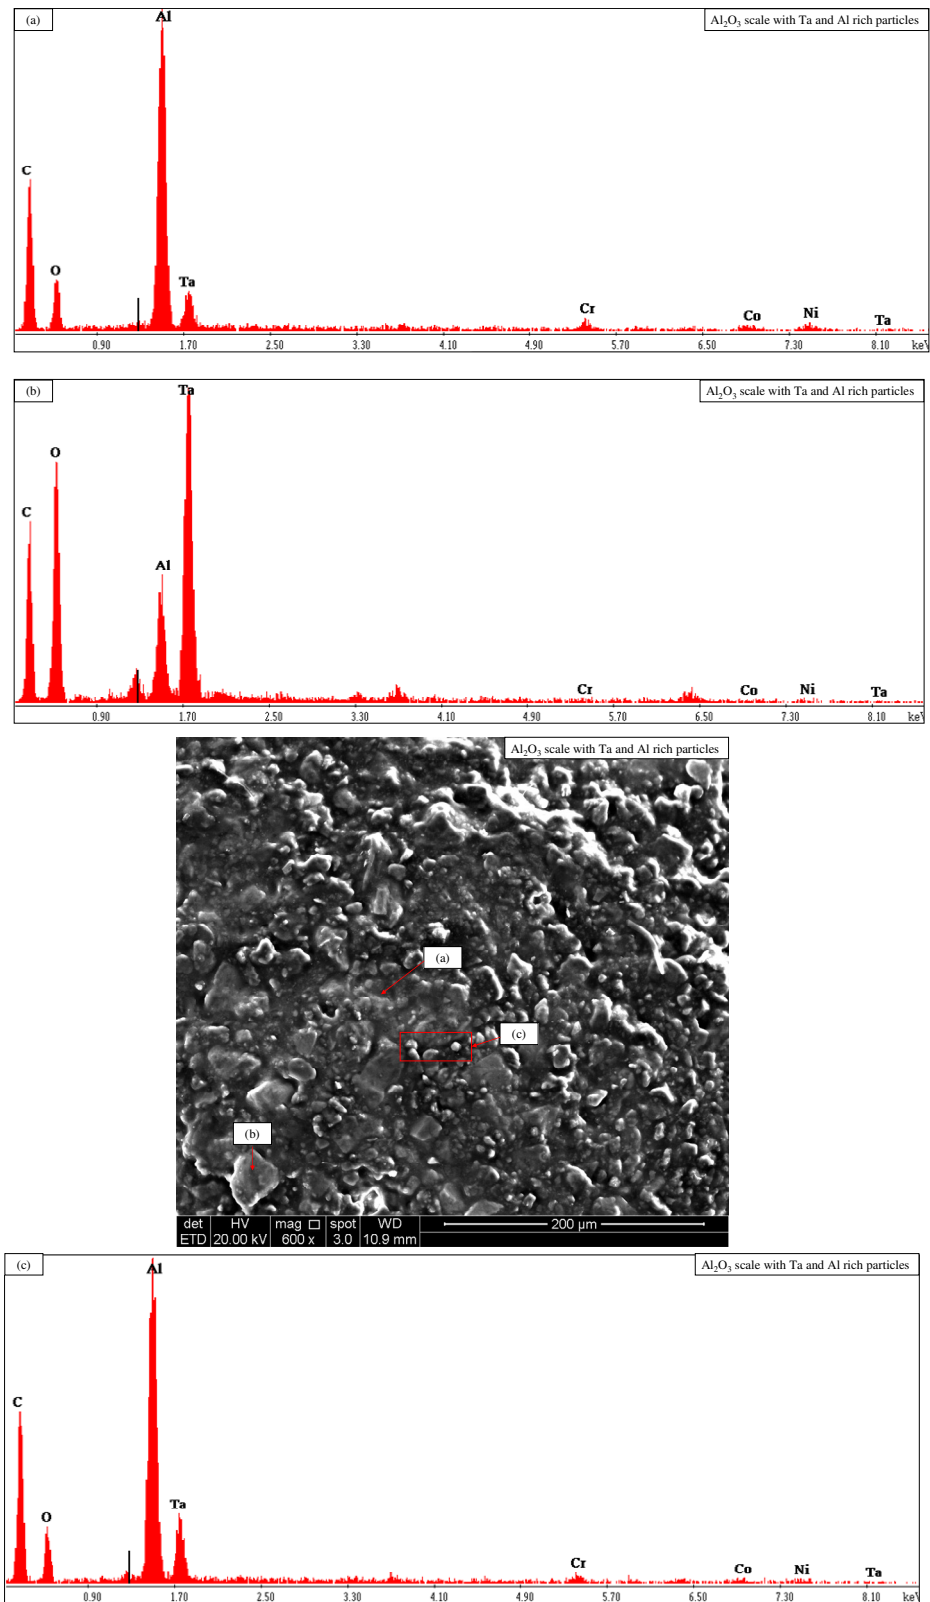 (a)
Al₂O₃ scale with Ta and Al rich particles
Al
C
O
Ta
Cr
Co
Ni
Ta
0.90 1.70 2.50 3.30 4.10 4.90 5.70 6.50 7.30 8.10 keV
(b)
Al₂O₃ scale with Ta and Al rich particles
Ta
O
C
Al
Cr
Co
Ni
Ta
0.90 1.70 2.50 3.30 4.10 4.90 5.70 6.50 7.30 8.10 keV
Al₂O₃ scale with Ta and Al rich particles
(a)
(c)
(b)
det HV mag □ spot WD 200 µm
ETD 20.00 kV 600 x 3.0 10.9 mm
(c)
Al₂O₃ scale with Ta and Al rich particles
Al
C
Ta
O
Cr
Co
Ni
Ta
0.90 1.70 2.50 3.30 4.10 4.90 5.70 6.50 7.30 8.10 keV